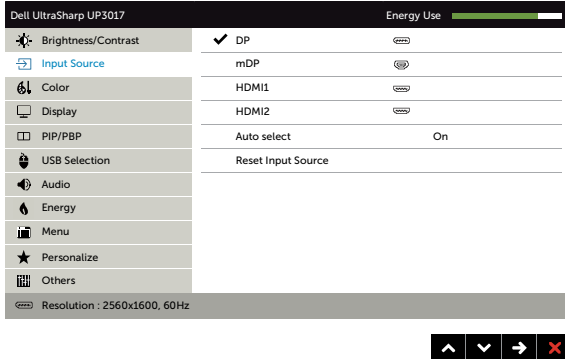 Dell UltraSharp UP3017 Energy Use
Brightness/Contrast
Input Source
Color
Display
PIP/PBP
USB Selection
Audio
Energy
Menu
Personalize
Others
DP
mDP
HDMI1
HDMI2
Auto select On
Reset Input Source
Resolution : 2560x1600, 60Hz